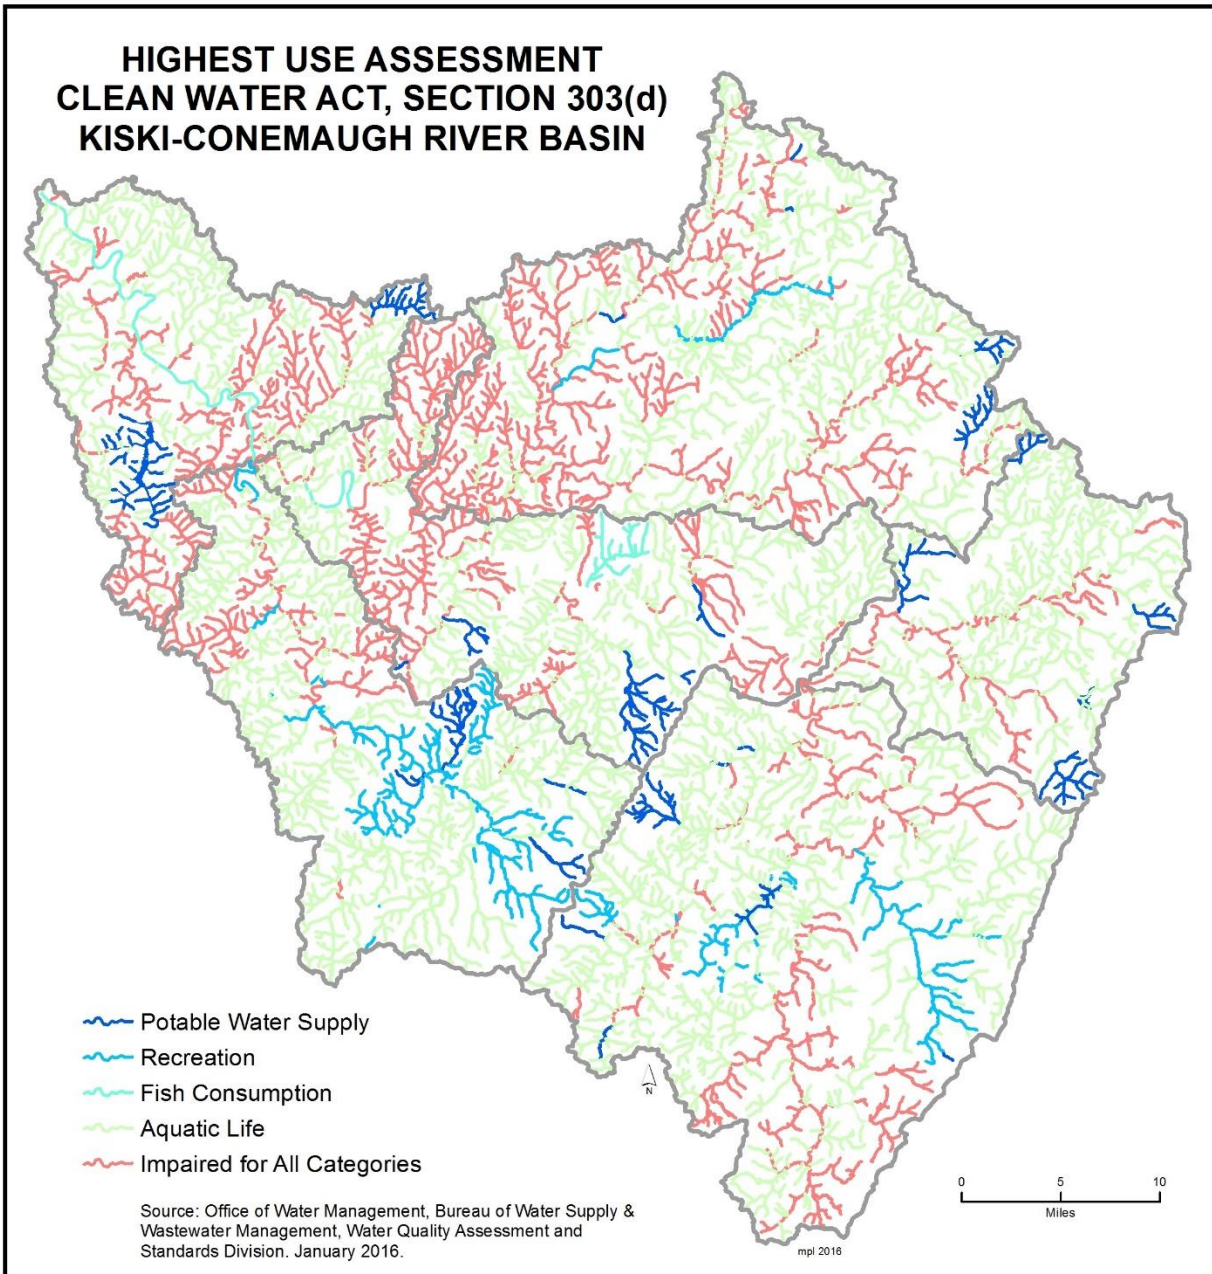 HIGHEST USE ASSESSMENT
CLEAN WATER ACT, SECTION 303(d)
KISKI-CONEMAUGH RIVER BASIN
Potable Water Supply
Recreation
Fish Consumption
Aquatic Life
Impaired for All Categories
N
0 5 10
Miles
Source: Office of Water Management, Bureau of Water Supply &
Wastewater Management, Water Quality Assessment and
Standards Division. January 2016.
mpl 2016